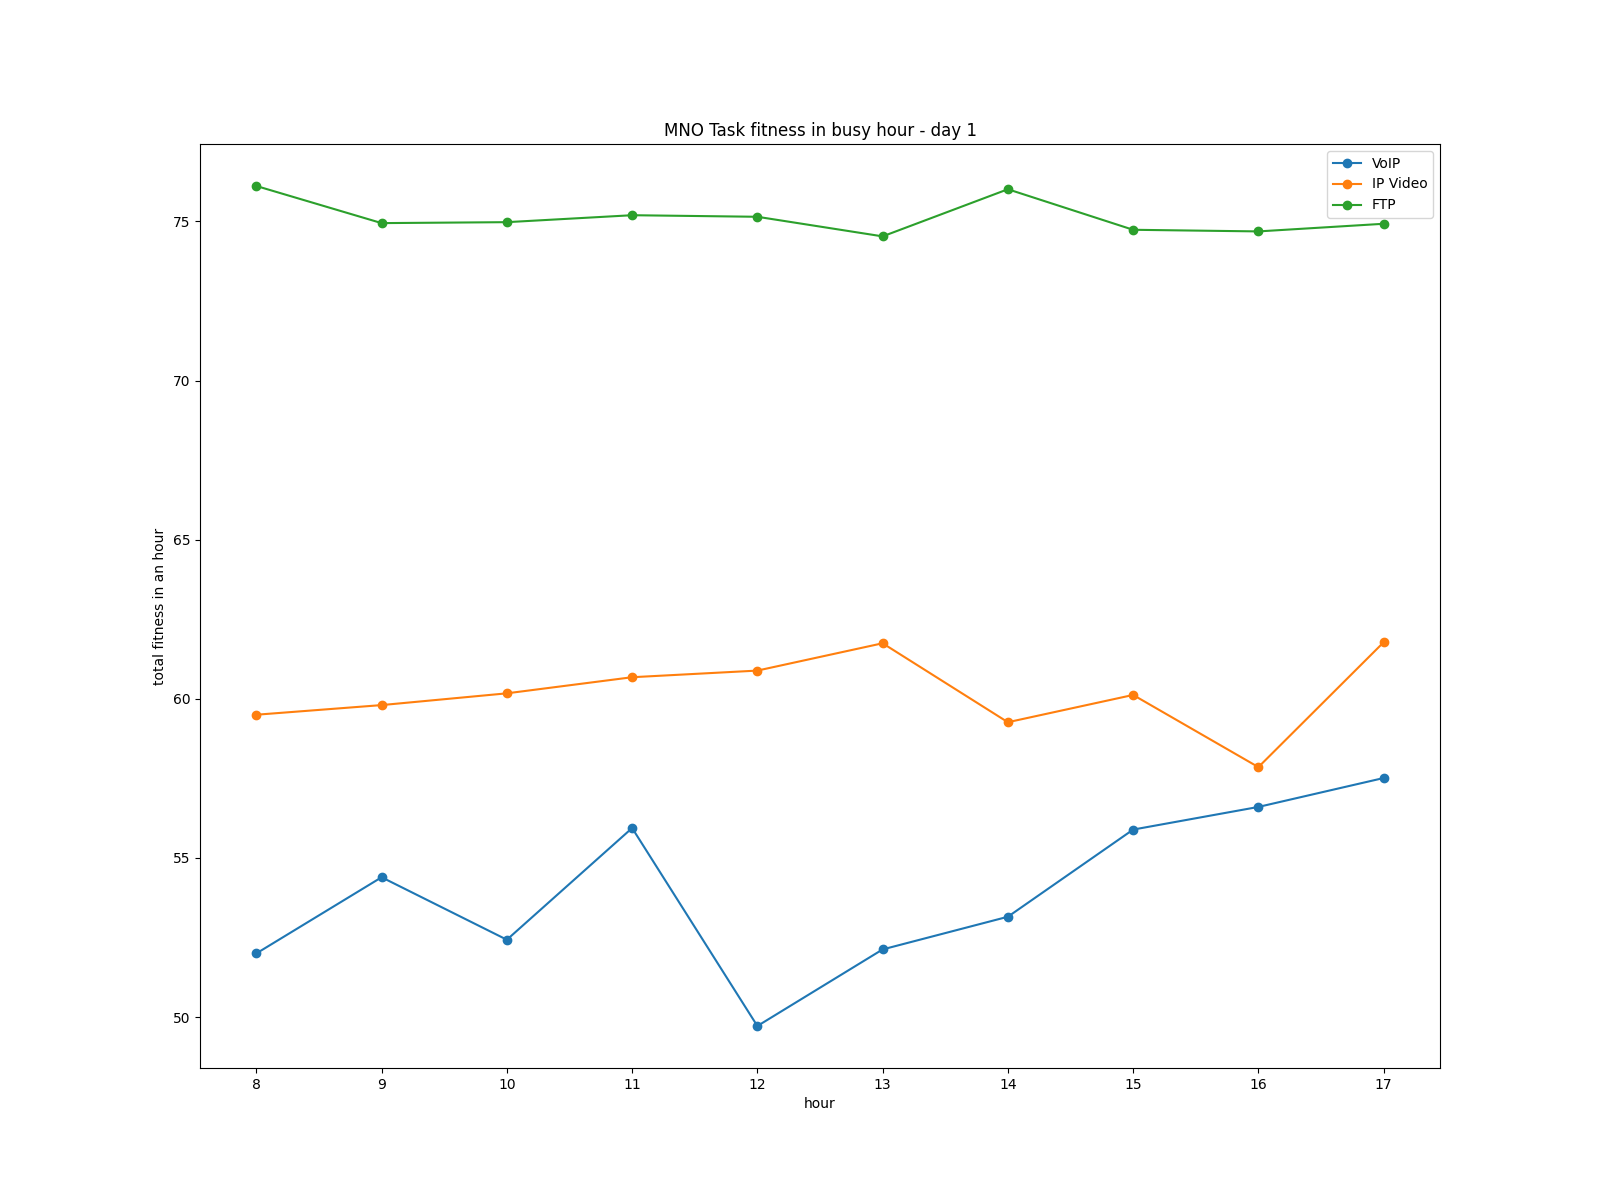 MNO Task fitness in busy hour - day 1
VoIP
IP Video
FTP
75
70
65
60
55
50
total fitness in an hour
8 9 10 11 12 13 14 15 16 17
hour